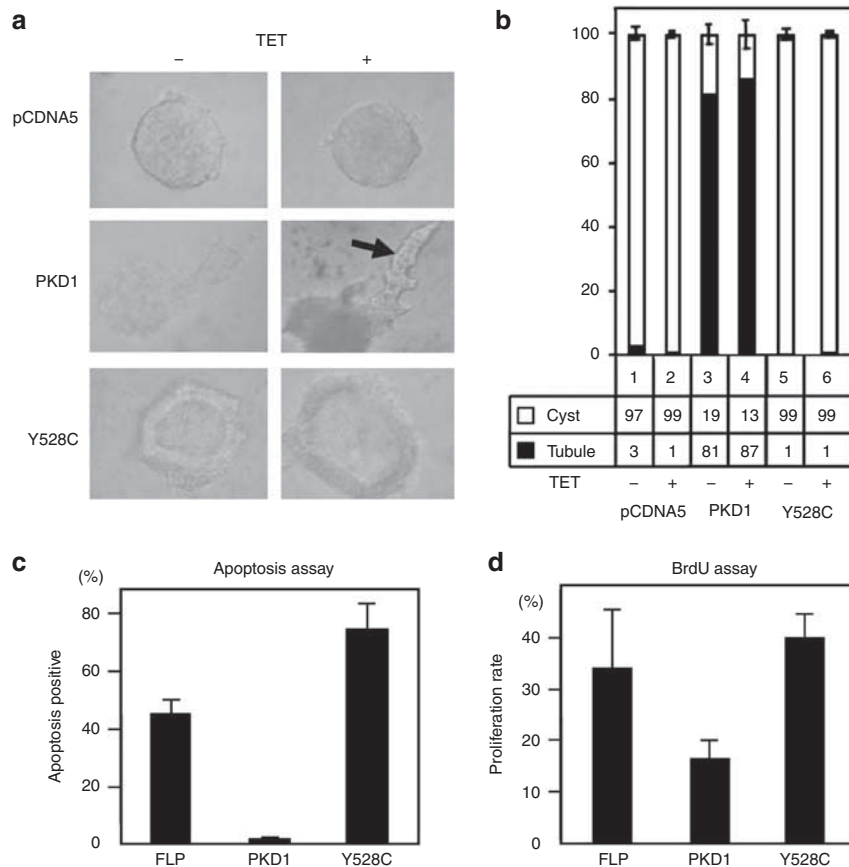 a
TET
– +
pCDNA5
PKD1
Y528C
b
100
80
60
40
20
0
1 2 3 4 5 6
Cyst 97 99 19 13 99 99
Tubule 3 1 81 87 1 1
TET – + – + – +
pCDNA5 PKD1 Y528C
c
(%) Apoptosis assay
Apoptosis positive
80
60
40
20
0
FLP PKD1 Y528C
d
(%) BrdU assay
Proliferation rate
40
30
20
10
0
FLP PKD1 Y528C